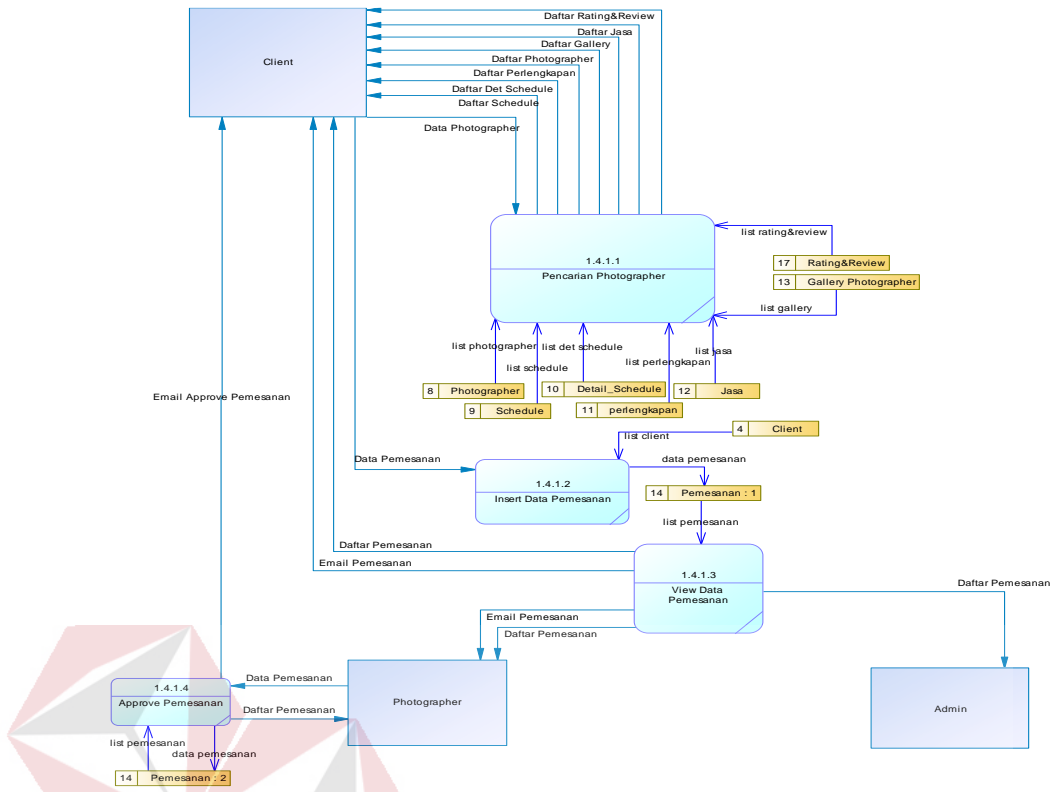 Client
Daftar Rating&Review
Daftar Jasa
Daftar Gallery
Daftar Photographer
Daftar Perlengkapan
Daftar Det Schedule
Daftar Schedule
Data Photographer
1.4.1.1
Pencarian Photographer
list rating&review
17 Rating&Review
13 Gallery Photographer
list gallery
list photographer
list det schedule
list jasa
list schedule
list perlengkapan
8 Photographer
10 Detail_Schedule
12 Jasa
9 Schedule
11 perlengkapan
Email Approve Pemesanan
4 Client
list client
Data Pemesanan
data pemesanan
1.4.1.2
Insert Data Pemesanan
14 Pemesanan : 1
list pemesanan
Daftar Pemesanan
Email Pemesanan
1.4.1.3
View Data
Pemesanan
Daftar Pemesanan
Email Pemesanan
Daftar Pemesanan
Data Pemesanan
1.4.1.4
Approve Pemesanan
Photographer
Admin
Daftar Pemesanan
list pemesanan
data pemesanan
14 Pemesanan : 2